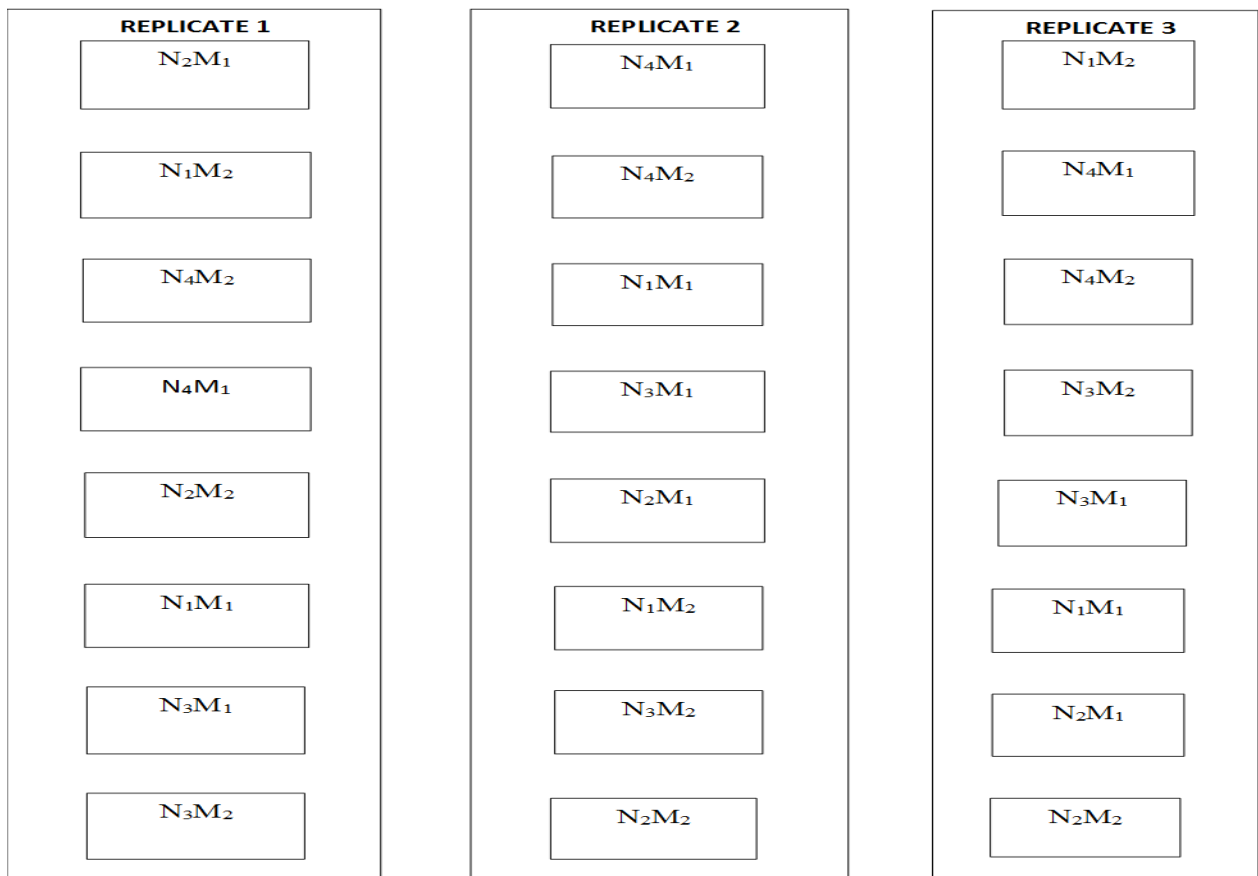 REPLICATE 1
N₂M₁
N₁M₂
N₄M₂
N₄M₁
N₂M₂
N₁M₁
N₃M₁
N₃M₂
REPLICATE 2
N₄M₁
N₄M₂
N₁M₁
N₃M₁
N₂M₁
N₁M₂
N₃M₂
N₂M₂
REPLICATE 3
N₁M₂
N₄M₁
N₄M₂
N₃M₂
N₃M₁
N₁M₁
N₂M₁
N₂M₂